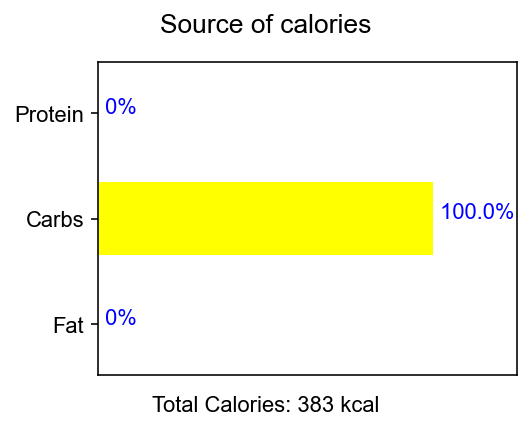 Source of calories
Protein 0%
Carbs 100.0%
Fat 0%
Total Calories: 383 kcal